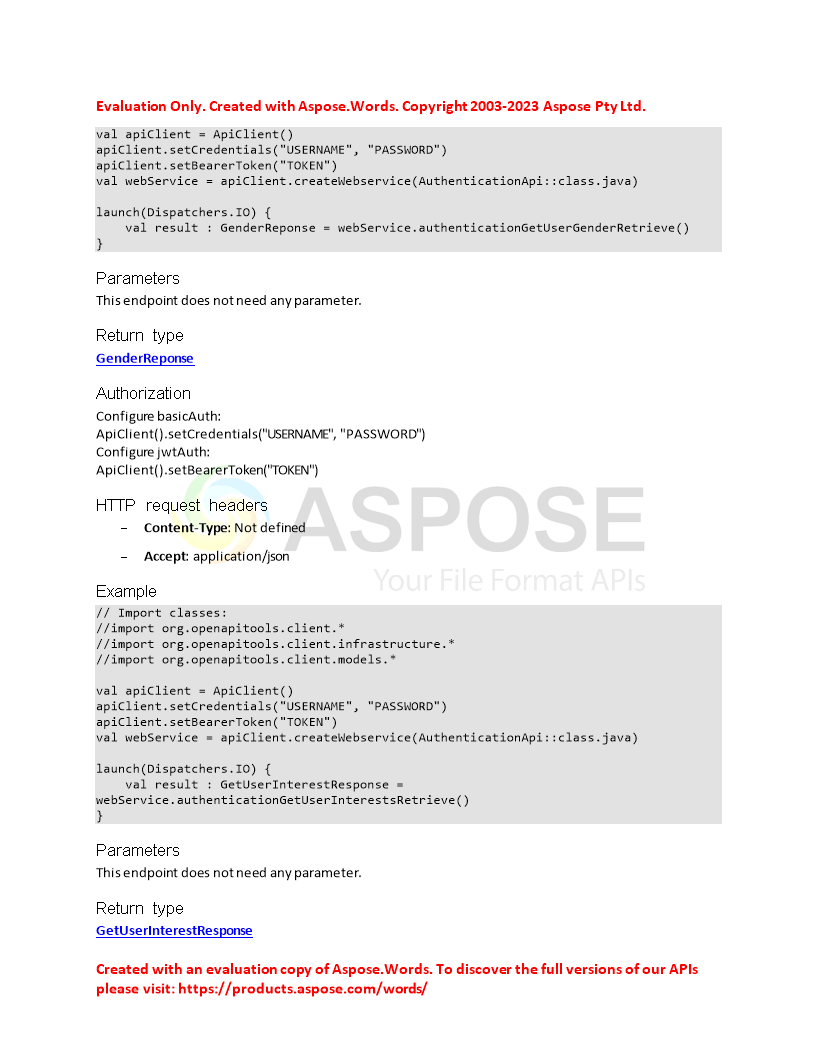 Evaluation Only. Created with Aspose.Words. Copyright 2003-2023 Aspose Pty Ltd.
val apiClient = ApiClient()
apiClient.setCredentials("USERNAME", "PASSWORD")
apiClient.setBearerToken("TOKEN")
val webService = apiClient.createWebservice(AuthenticationApi::class.java)
launch(Dispatchers.IO) {
    val result : GenderReponse = webService.authenticationGetUserGenderRetrieve()
}
Parameters
This endpoint does not need any parameter.
Return type
GenderReponse
Authorization
Configure basicAuth:
ApiClient().setCredentials("USERNAME", "PASSWORD")
Configure jwtAuth:
ApiClient().setBearerToken("TOKEN")
HTTP request headers
ASPOSE
– Content-Type: Not defined
– Accept: application/json
Your File Format APIs
Example
// Import classes:
//import org.openapitools.client.*
//import org.openapitools.client.infrastructure.*
//import org.openapitools.client.models.*
val apiClient = ApiClient()
apiClient.setCredentials("USERNAME", "PASSWORD")
apiClient.setBearerToken("TOKEN")
val webService = apiClient.createWebservice(AuthenticationApi::class.java)
launch(Dispatchers.IO) {
    val result : GetUserInterestResponse =
webService.authenticationGetUserInterestsRetrieve()
}
Parameters
This endpoint does not need any parameter.
Return type
GetUserInterestResponse
Created with an evaluation copy of Aspose.Words. To discover the full versions of our APIs
please visit: https://products.aspose.com/words/